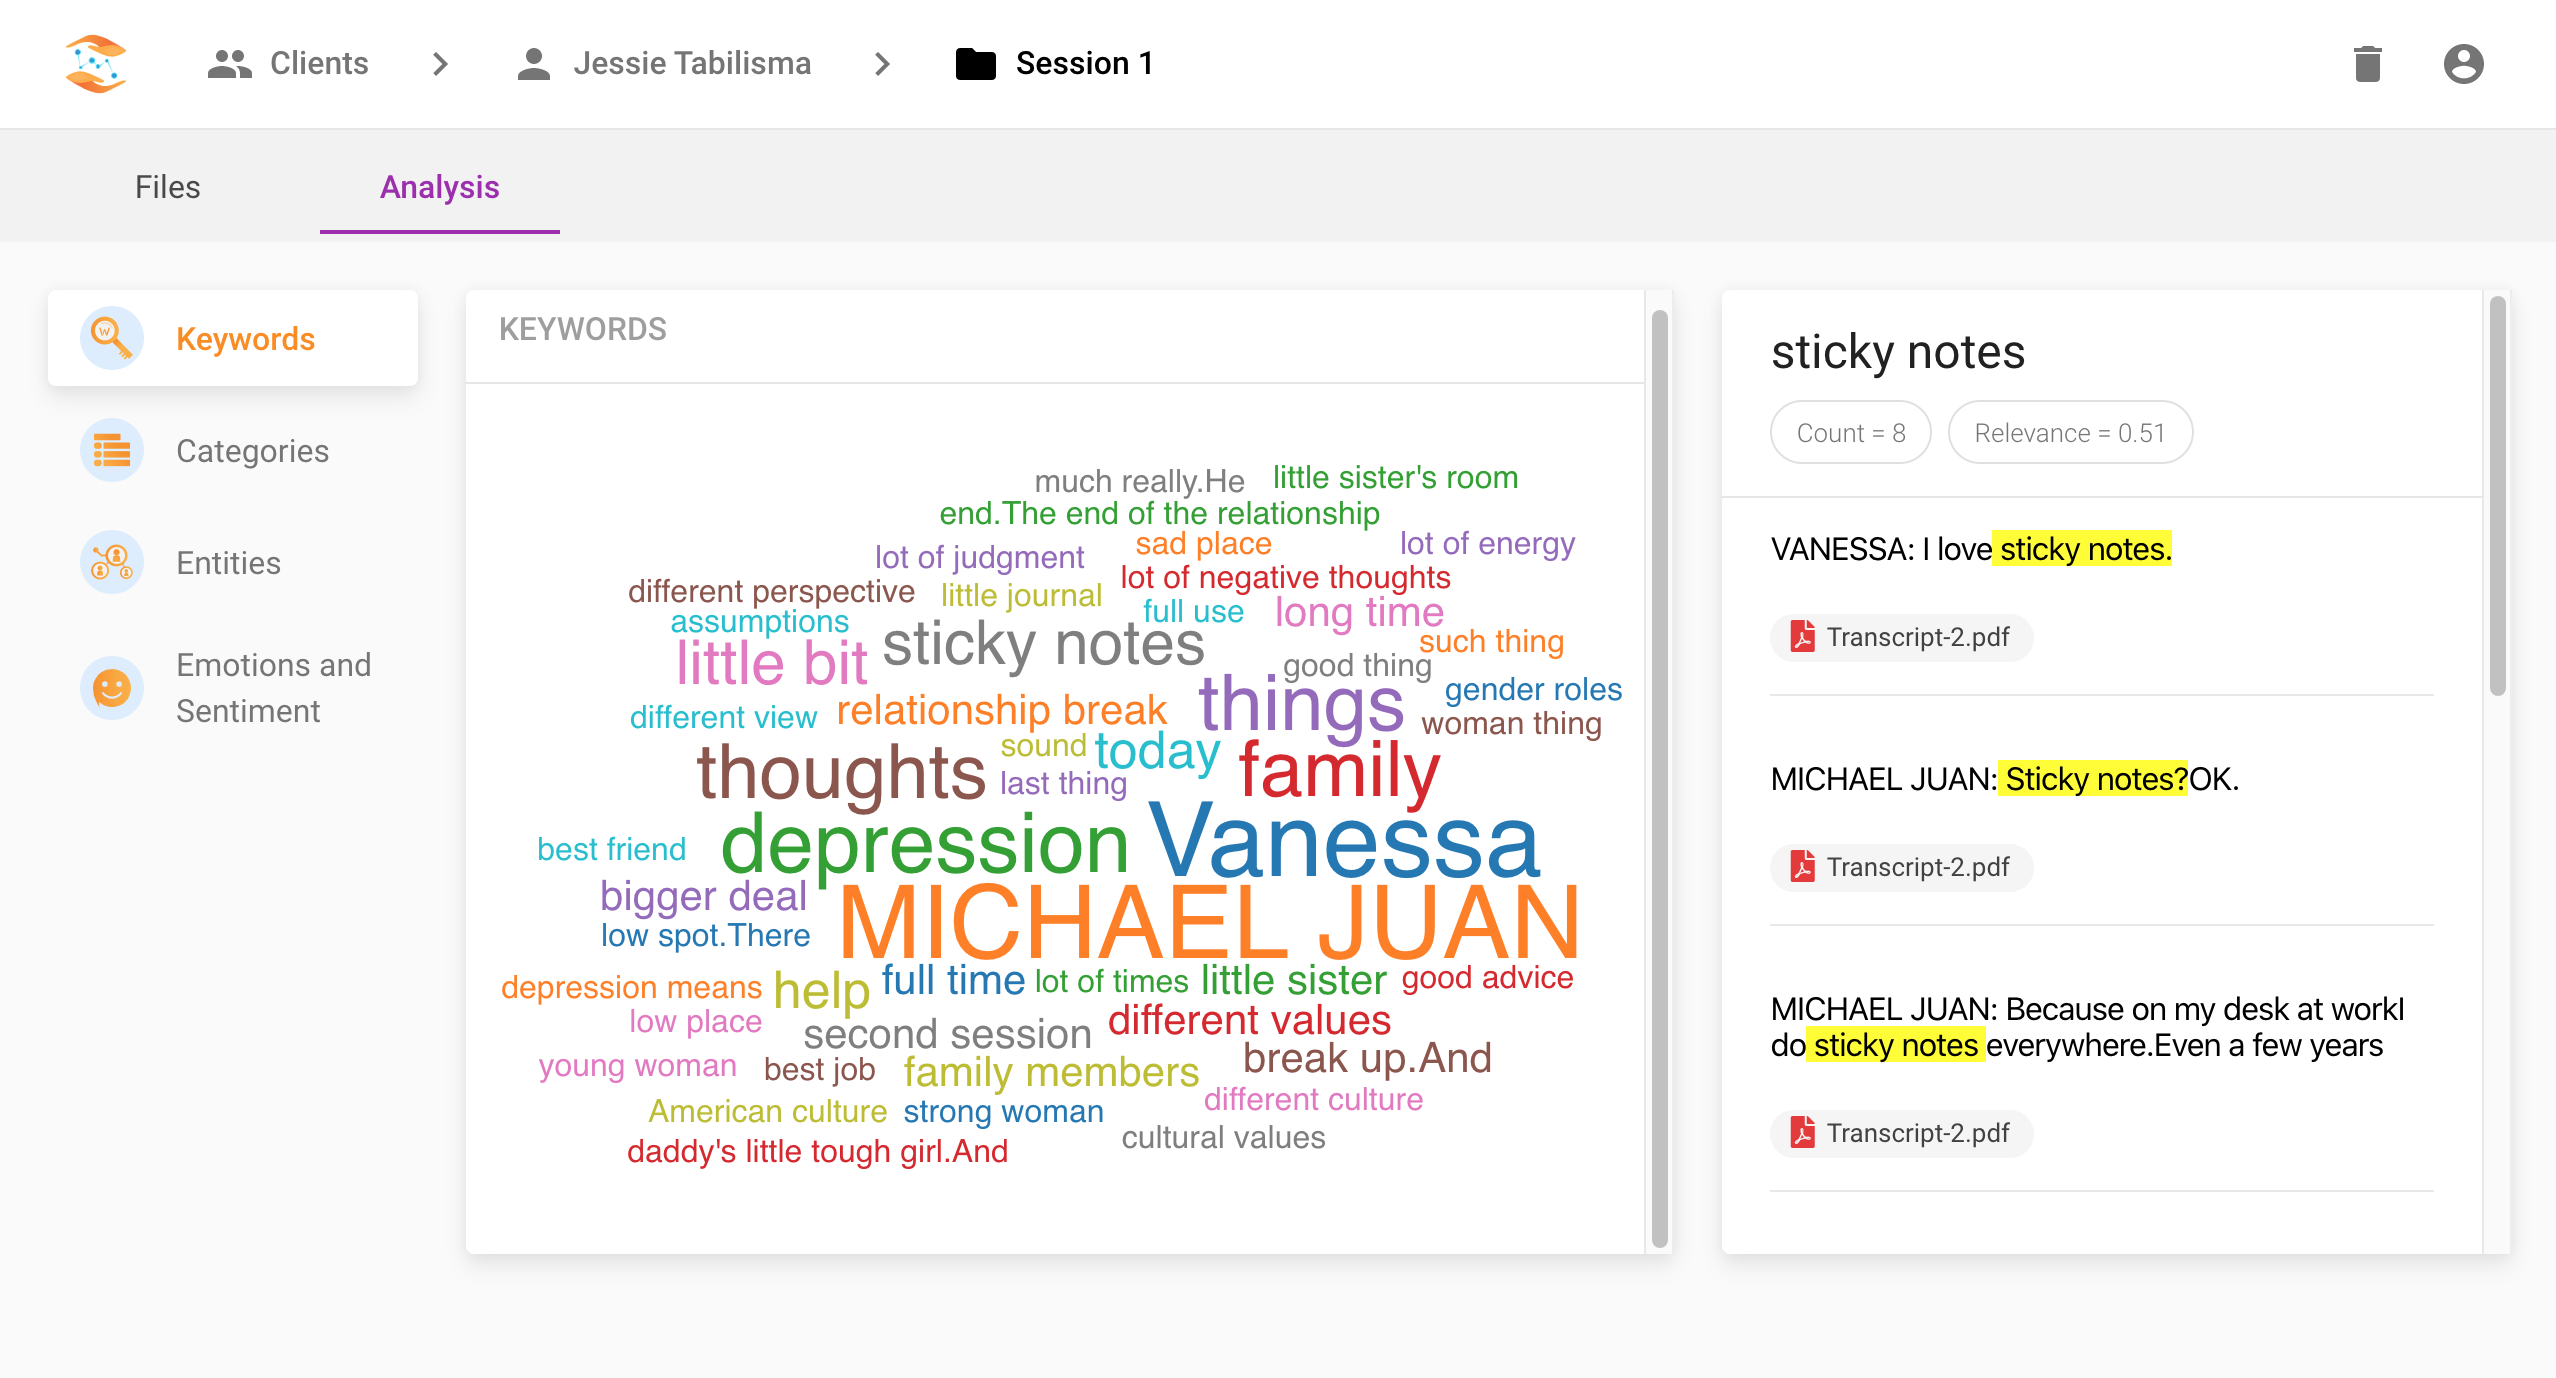 Clients
Jessie Tabilisma
Session 1
Files
Analysis
Keywords
Categories
Entities
Emotions and
Sentiment
KEYWORDS
much really.He
little sister's room
end.The end of the relationship
lot of judgment
sad place
lot of energy
different perspective
little journal
lot of negative thoughts
assumptions
full use
long time
little bit
sticky notes
such thing
good thing
different view
relationship break
things
gender roles
woman thing
thoughts
sound
today
last thing
family
best friend
depression
Vanessa
bigger deal
low spot.There
MICHAEL JUAN
depression means
help
full time
lot of times
little sister
good advice
low place
second session
different values
young woman
best job
family members
break up.And
American culture
strong woman
different culture
daddy's little tough girl.And
cultural values
sticky notes
Count = 8
Relevance = 0.51
VANESSA: I love sticky notes.
Transcript-2.pdf
MICHAEL JUAN: Sticky notes?OK.
Transcript-2.pdf
MICHAEL JUAN: Because on my desk at workI
do sticky notes everywhere.Even a few years
Transcript-2.pdf